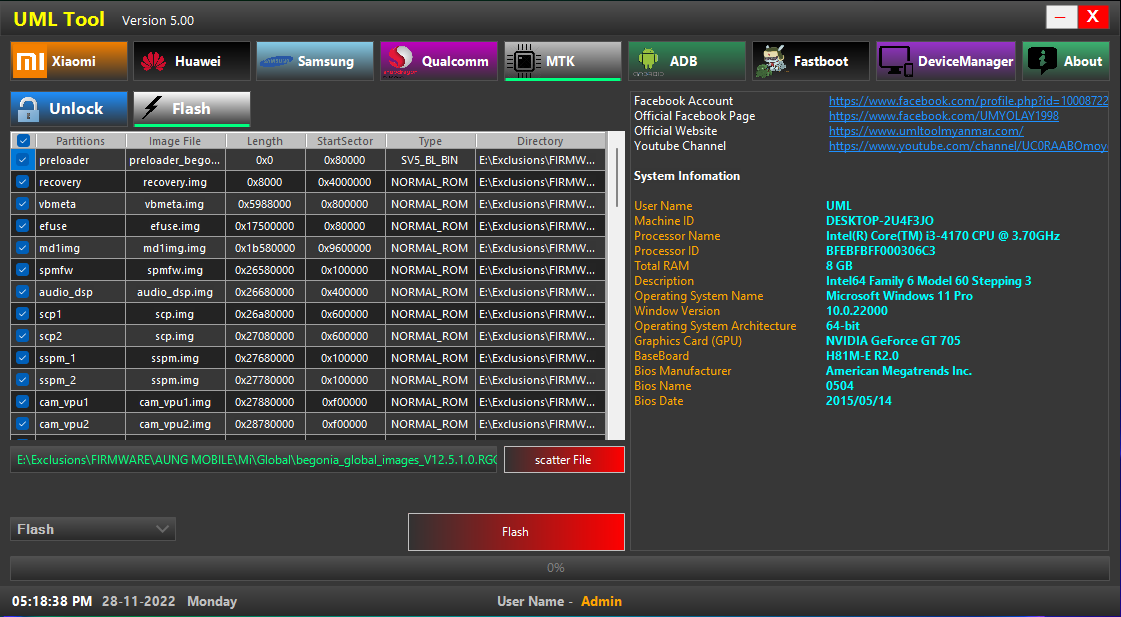 UML Tool Version 5.00
Xiaomi Huawei SAMSUNG Samsung snapdragon Qualcomm MTK ANDROID ADB Fastboot DeviceManager About
Unlock Flash
Partitions Image File Length StartSector Type Directory
preloader preloader_bego... 0x0 0x80000 SV5_BL_BIN E:\Exclusions\FIRMW...
recovery recovery.img 0x8000 0x4000000 NORMAL_ROM E:\Exclusions\FIRMW...
vbmeta vbmeta.img 0x5988000 0x800000 NORMAL_ROM E:\Exclusions\FIRMW...
efuse efuse.img 0x17500000 0x80000 NORMAL_ROM E:\Exclusions\FIRMW...
md1img md1img.img 0x1b580000 0x9600000 NORMAL_ROM E:\Exclusions\FIRMW...
spmfw spmfw.img 0x26580000 0x100000 NORMAL_ROM E:\Exclusions\FIRMW...
audio_dsp audio_dsp.img 0x26680000 0x400000 NORMAL_ROM E:\Exclusions\FIRMW...
scp1 scp.img 0x26a80000 0x600000 NORMAL_ROM E:\Exclusions\FIRMW...
scp2 scp.img 0x27080000 0x600000 NORMAL_ROM E:\Exclusions\FIRMW...
sspm_1 sspm.img 0x27680000 0x100000 NORMAL_ROM E:\Exclusions\FIRMW...
sspm_2 sspm.img 0x27780000 0x100000 NORMAL_ROM E:\Exclusions\FIRMW...
cam_vpu1 cam_vpu1.img 0x27880000 0xf00000 NORMAL_ROM E:\Exclusions\FIRMW...
cam_vpu2 cam_vpu2.img 0x28780000 0xf00000 NORMAL_ROM E:\Exclusions\FIRMW...
E:\Exclusions\FIRMWARE\AUNG MOBILE\Mi\Global\begonia_global_images_V12.5.1.0.RGG scatter File
Flash Flash
Facebook Account https://www.facebook.com/profile.php?id=10008722
Official Facebook Page https://www.facebook.com/UMYOLAY1998
Official Website https://www.umltoolmyanmar.com/
Youtube Channel https://www.youtube.com/channel/UC0RAABOmoy
System Infomation
User Name UML
Machine ID DESKTOP-2U4F3JO
Processor Name Intel(R) Core(TM) i3-4170 CPU @ 3.70GHz
Processor ID BFEBFBFF000306C3
Total RAM 8 GB
Description Intel64 Family 6 Model 60 Stepping 3
Operating System Name Microsoft Windows 11 Pro
Window Version 10.0.22000
Operating System Architecture 64-bit
Graphics Card (GPU) NVIDIA GeForce GT 705
BaseBoard H81M-E R2.0
Bios Manufacturer American Megatrends Inc.
Bios Name 0504
Bios Date 2015/05/14
0%
05:18:38 PM 28-11-2022 Monday User Name - Admin